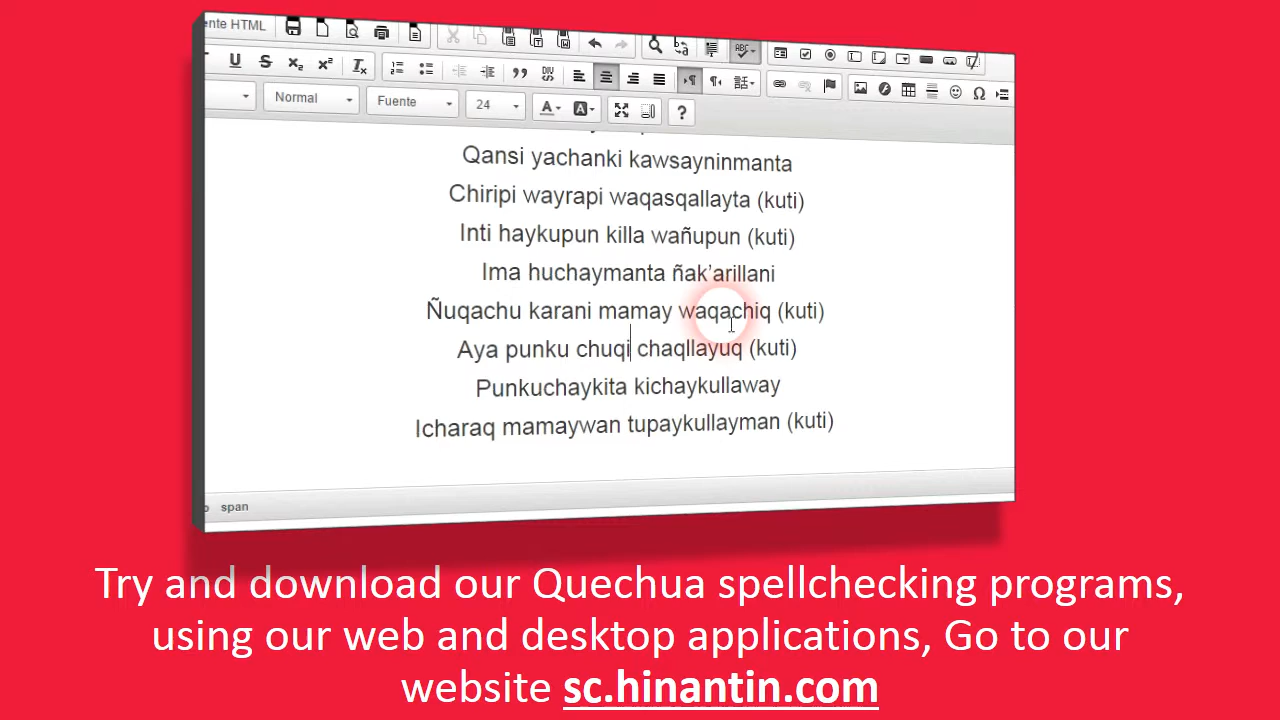 ente HTML
Normal Fuente 24
Qansi yachanki kawsayninmanta
Chiripi wayrapi waqasqallayta (kuti)
Inti haykupun killa wañupun (kuti)
Ima huchaymanta ñak’arillani
Ñuqachu karani mamay waqachiq (kuti)
Aya punku chuqi chaqllayuq (kuti)
Punkuchaykita kichaykullaway
Icharaq mamaywan tupaykullayman (kuti)
span
Try and download our Quechua spellchecking programs,
using our web and desktop applications, Go to our
website sc.hinantin.com